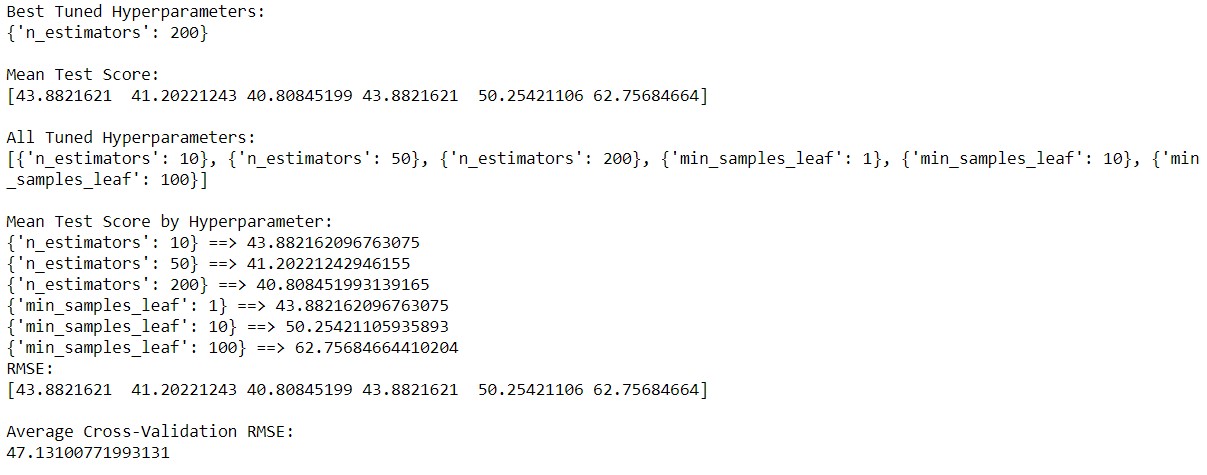 Best Tuned Hyperparameters:
{'n_estimators': 200}
Mean Test Score:
[43.8821621  41.20221243 40.80845199 43.8821621  50.25421106 62.75684664]
All Tuned Hyperparameters:
[{'n_estimators': 10}, {'n_estimators': 50}, {'n_estimators': 200}, {'min_samples_leaf': 1}, {'min_samples_leaf': 10}, {'min
_samples_leaf': 100}]
Mean Test Score by Hyperparameter:
{'n_estimators': 10} ==> 43.882162096763075
{'n_estimators': 50} ==> 41.20221242946155
{'n_estimators': 200} ==> 40.808451993139165
{'min_samples_leaf': 1} ==> 43.882162096763075
{'min_samples_leaf': 10} ==> 50.25421105935893
{'min_samples_leaf': 100} ==> 62.75684664410204
RMSE:
[43.8821621  41.20221243 40.80845199 43.8821621  50.25421106 62.75684664]
Average Cross-Validation RMSE:
47.13100771993131